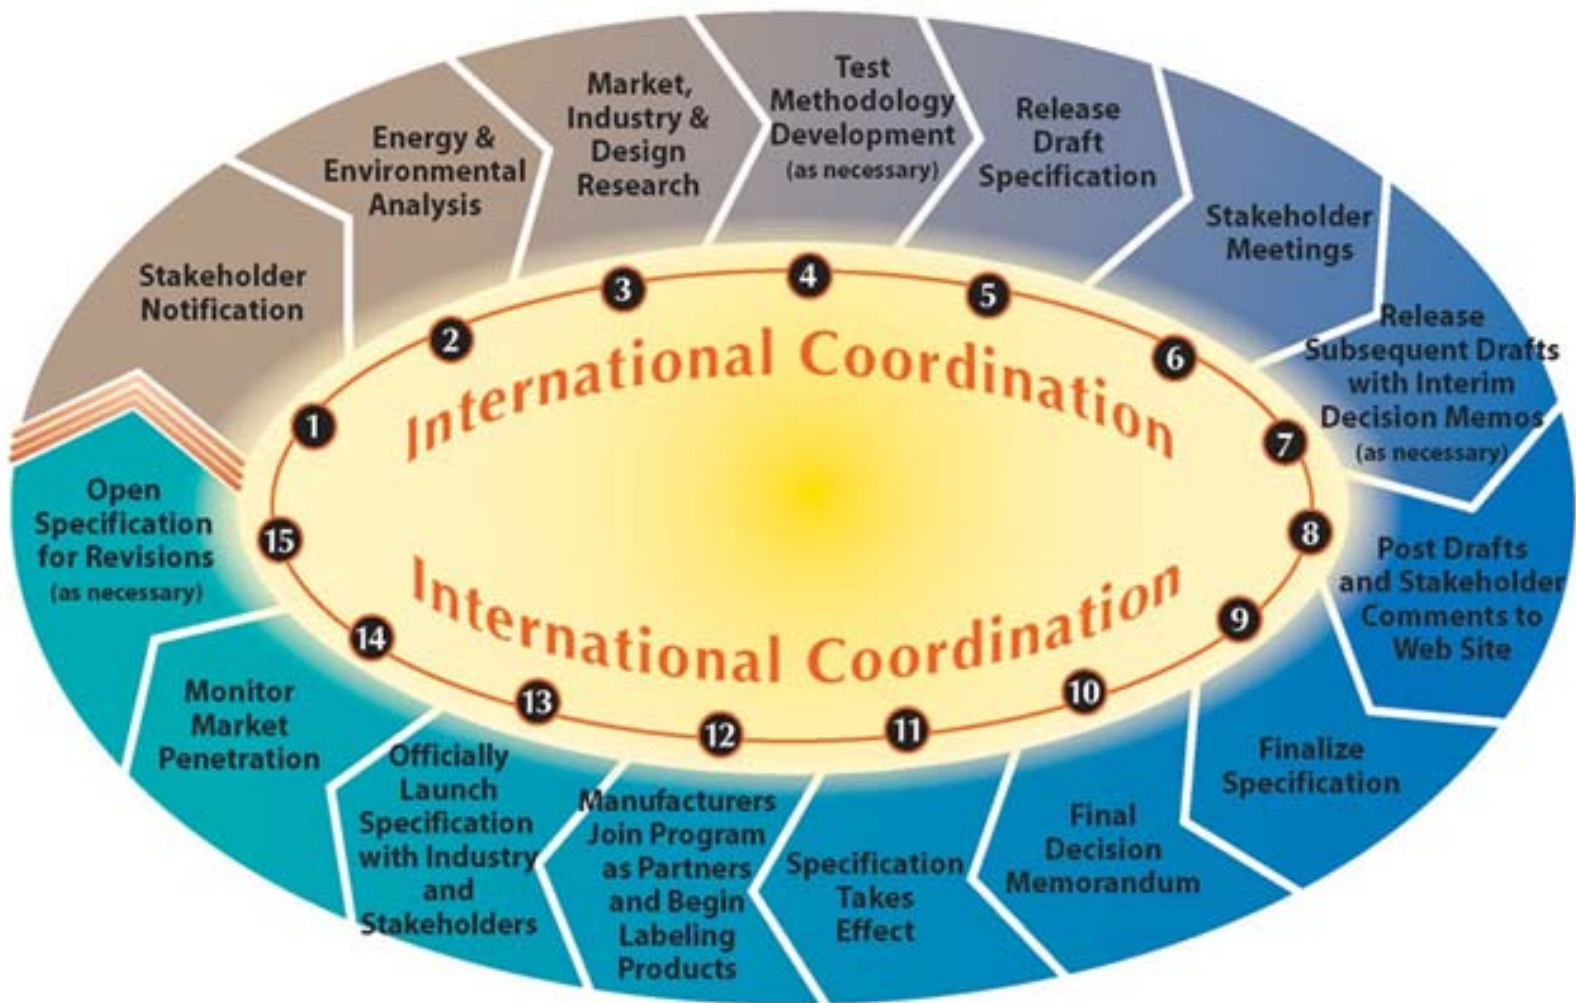 Stakeholder
Notification
1
Energy &
Environmental
Analysis
2
Market,
Industry &
Design
Research
3
Test
Methodology
Development
(as necessary)
4
Release
Draft
Specification
5
Stakeholder
Meetings
6
Release
Subsequent Drafts
with Interim
Decision Memos
(as necessary)
7
Post Drafts
and Stakeholder
Comments to
Web Site
8
Finalize
Specification
9
Final
Decision
Memorandum
10
Specification
Takes
Effect
11
Manufacturers
Join Program
as Partners
and Begin
Labeling
Products
12
Officially
Launch
Specification
with Industry
and
Stakeholders
13
Monitor
Market
Penetration
14
Open
Specification
for Revisions
(as necessary)
15
International Coordination
International Coordination